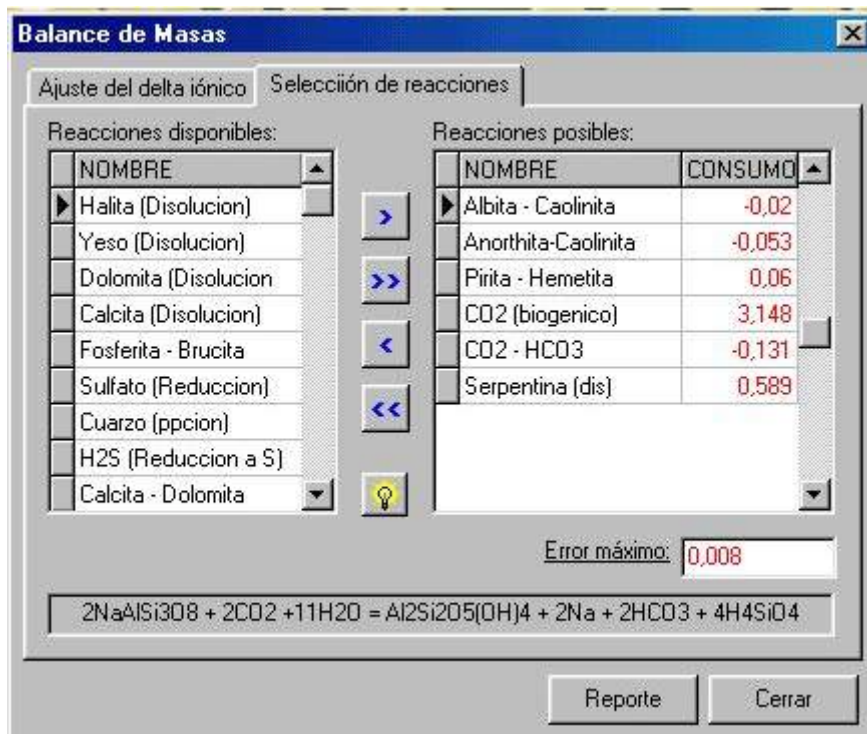 Balance de Masas
Ajuste del delta iónico
Selecciión de reacciones
Reacciones disponibles:
NOMBRE
Halita (Disolucion)
Yeso (Disolucion)
Dolomita (Disolucion
Calcita (Disolucion)
Fosferita - Brucita
Sulfato (Reduccion)
Cuarzo (ppcion)
H2S (Reduccion a S)
Calcita - Dolomita
>
>>
<
<<
Reacciones posibles:
NOMBRE CONSUMO
Albita - Caolinita -0,02
Anorthita-Caolinita -0,053
Pirita - Hemetita 0,06
CO2 (biogenico) 3,148
CO2 - HCO3 -0,131
Serpentina (dis) 0,589
Error máximo: 0,008
2NaAlSi3O8 + 2CO2 +11H2O = Al2Si2O5(OH)4 + 2Na + 2HCO3 + 4H4SiO4
Reporte
Cerrar